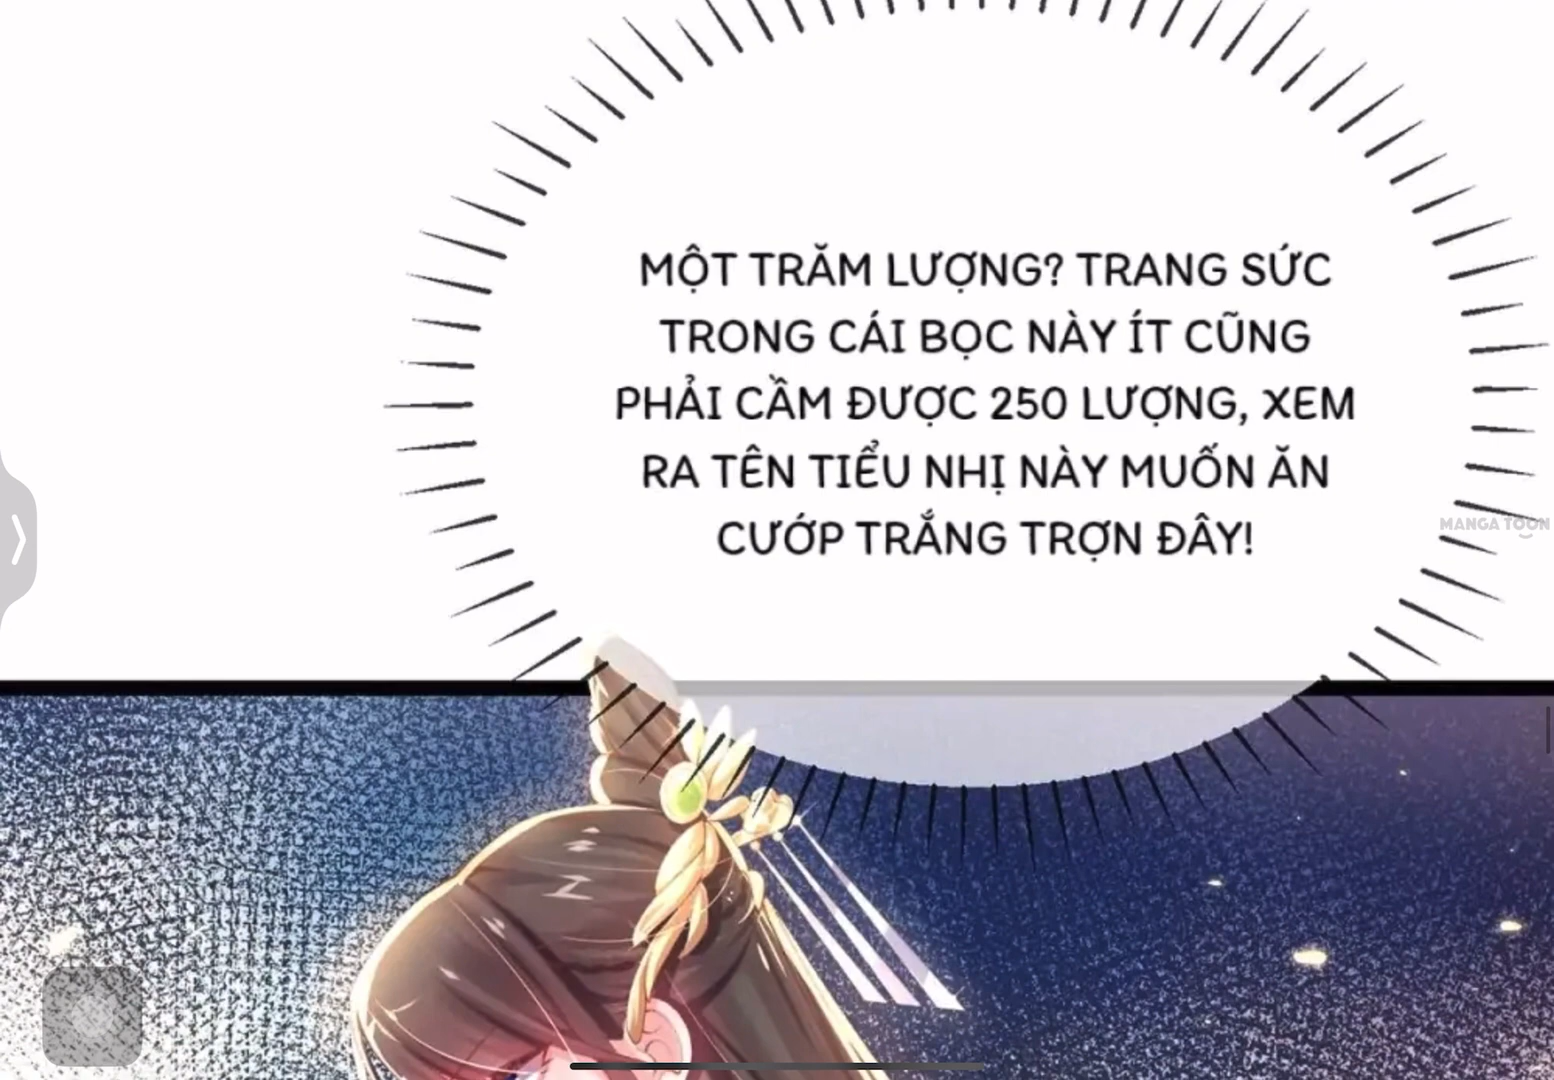 MỘT TRĂM LƯỢNG? TRANG SỨC
TRONG CÁI BỌC NÀY ÍT CŨNG
PHẢI CẦM ĐƯỢC 250 LƯỢNG, XEM
RA TÊN TIỂU NHỊ NÀY MUỐN ĂN
CƯỚP TRẮNG TRỢN ĐÂY!
MANGA TOON